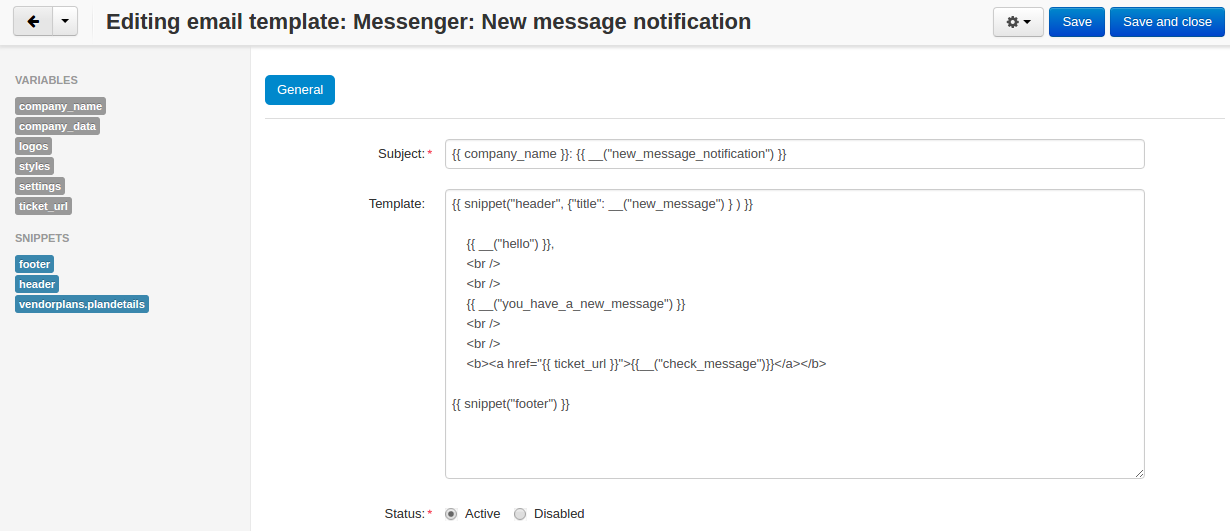 Editing email template: Messenger: New message notification
Save
Save and close
VARIABLES
company_name
company_data
logos
styles
settings
ticket_url
SNIPPETS
footer
header
vendorplans.plandetails
General
Subject:*
{{ company_name }}: {{ __("new_message_notification") }}
Template:
{{ snippet("header", {"title": __("new_message") } ) }}
{{ __("hello") }},
<br />
<br />
{{ __("you_have_a_new_message") }}
<br />
<br />
<b><a href="{{ ticket_url }}">{{__("check_message")}}</a></b>
{{ snippet("footer") }}
Status:*
Active
Disabled